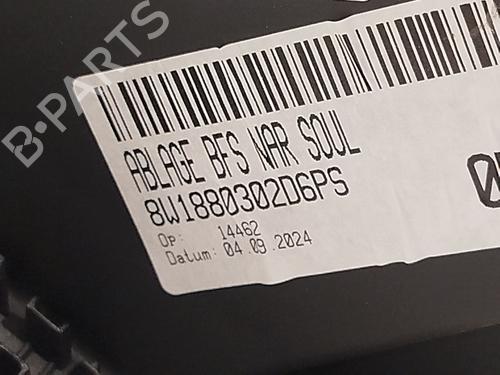 B-PARTS
ABLAGE BFS NAR SOUL
8W1880302D6PS
Op: 14462
Datum: 04.09.2024